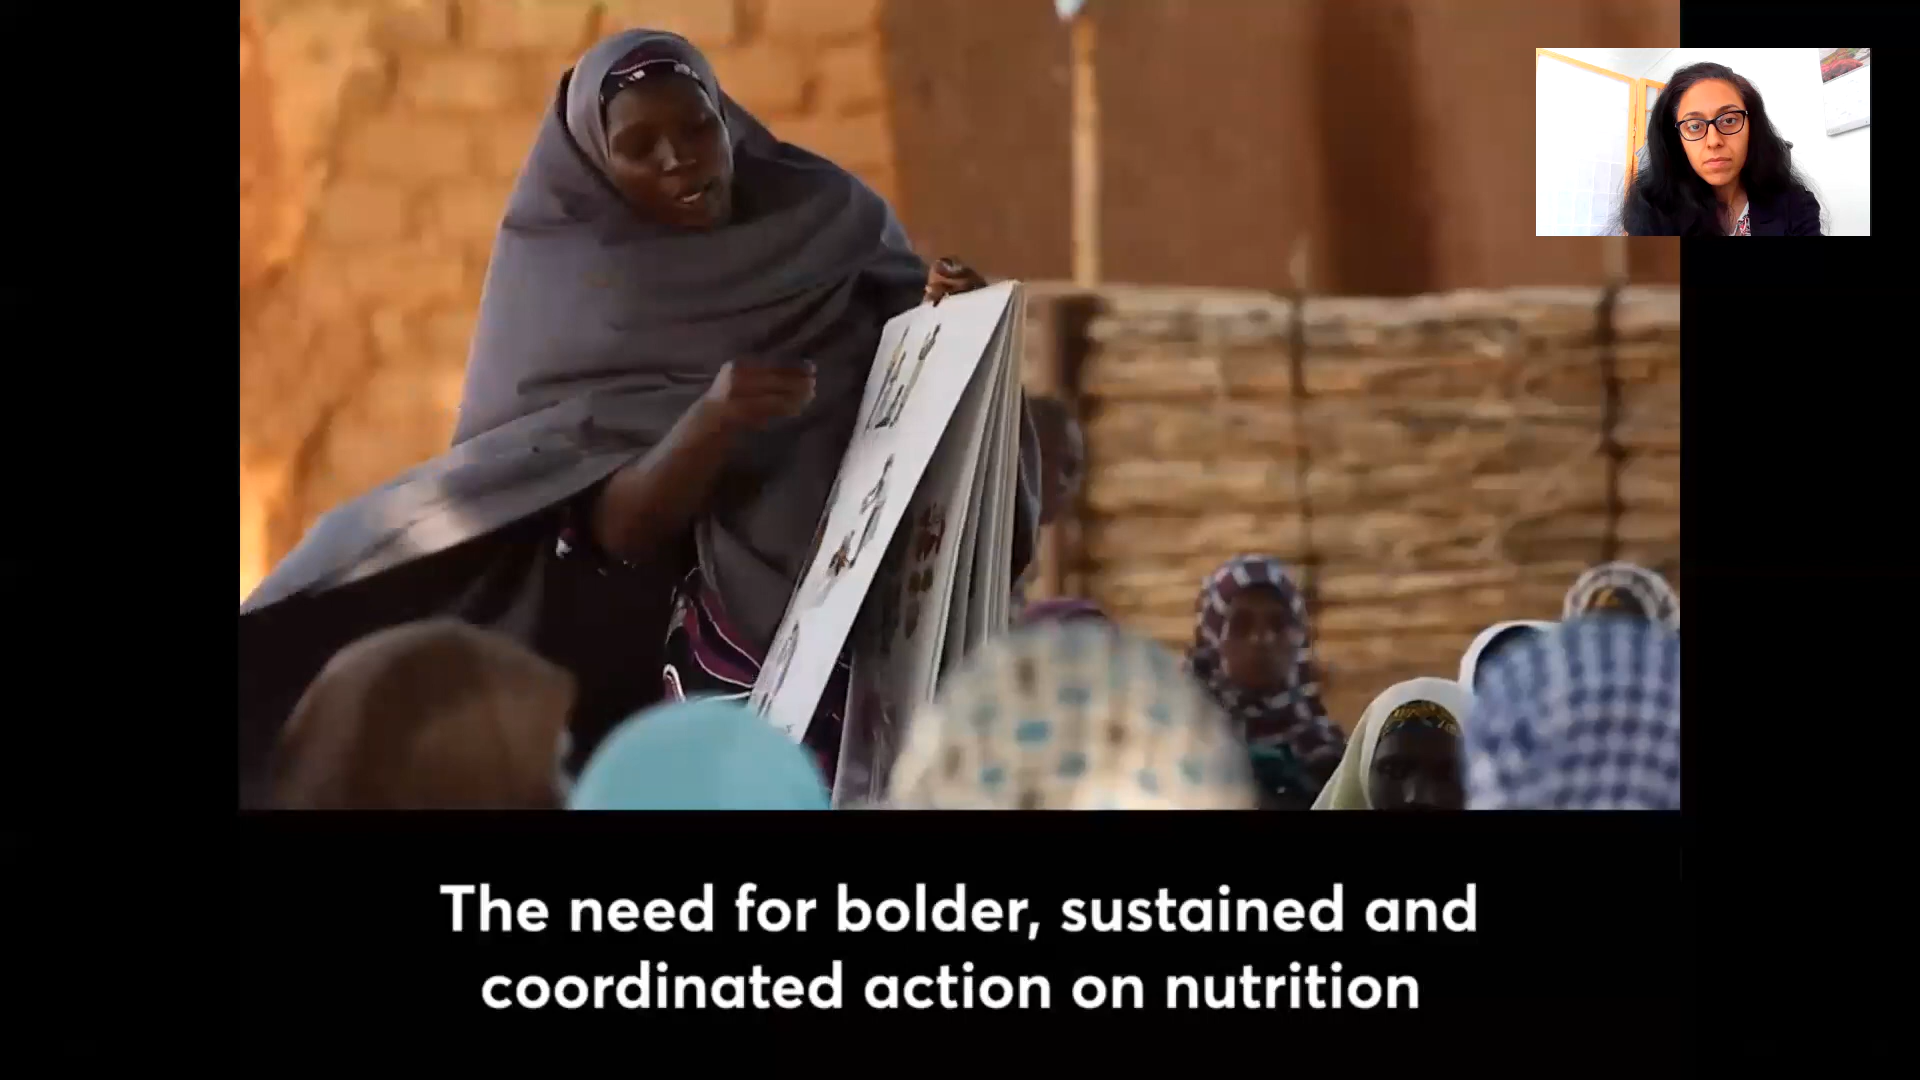 The need for bolder, sustained and
coordinated action on nutrition